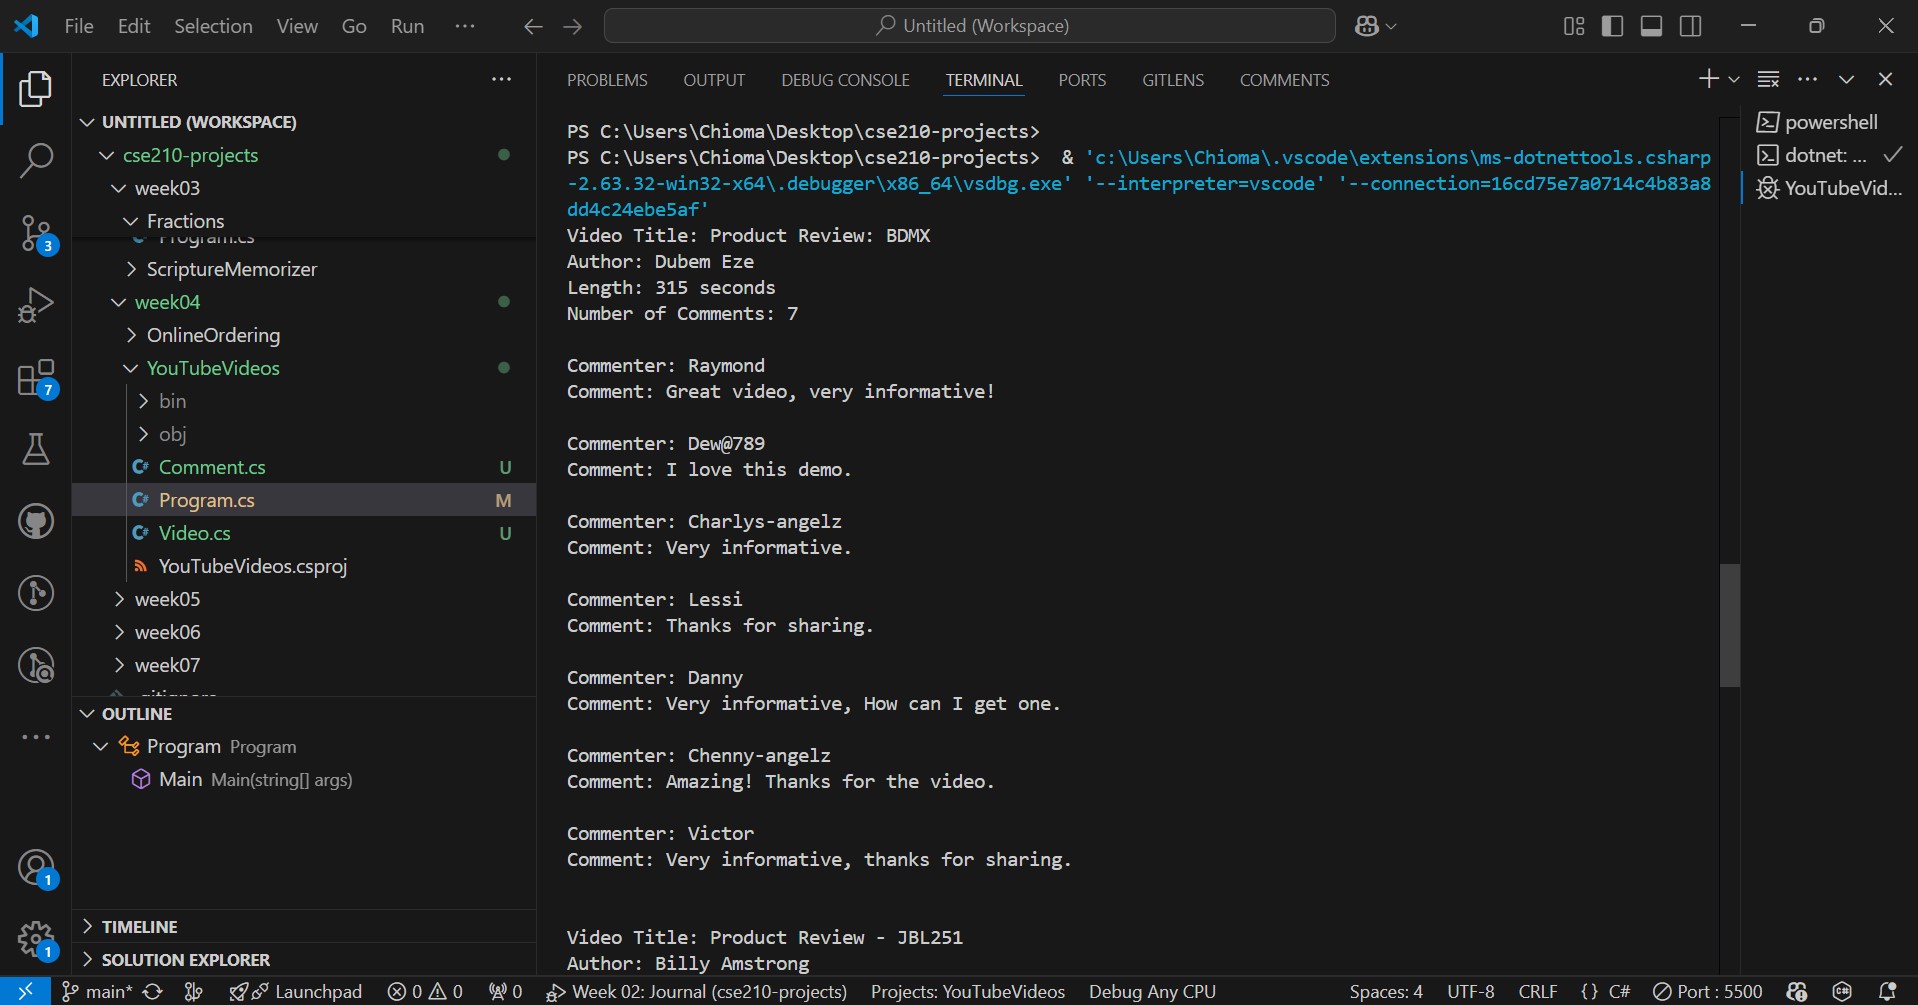 File Edit Selection View Go Run ···
Untitled (Workspace)
EXPLORER
UNTITLED (WORKSPACE)
cse210-projects
week03
Fractions
Program.cs
ScriptureMemorizer
week04
OnlineOrdering
YouTubeVideos
bin
obj
C# Comment.cs U
C# Program.cs M
C# Video.cs U
YouTubeVideos.csproj
week05
week06
week07
.gitignore
OUTLINE
Program Program
Main Main(string[] args)
TIMELINE
SOLUTION EXPLORER
3
7
1
1
PROBLEMS OUTPUT DEBUG CONSOLE TERMINAL PORTS GITLENS COMMENTS
PS C:\Users\Chioma\Desktop\cse210-projects>
PS C:\Users\Chioma\Desktop\cse210-projects>  & 'c:\Users\Chioma\.vscode\extensions\ms-dotnettools.csharp
-2.63.32-win32-x64\.debugger\x86_64\vsdbg.exe' '--interpreter=vscode' '--connection=16cd75e7a0714c4b83a8
dd4c24ebe5af'
Video Title: Product Review: BDMX
Author: Dubem Eze
Length: 315 seconds
Number of Comments: 7
Commenter: Raymond
Comment: Great video, very informative!
Commenter: Dew@789
Comment: I love this demo.
Commenter: Charlys-angelz
Comment: Very informative.
Commenter: Lessi
Comment: Thanks for sharing.
Commenter: Danny
Comment: Very informative, How can I get one.
Commenter: Chenny-angelz
Comment: Amazing! Thanks for the video.
Commenter: Victor
Comment: Very informative, thanks for sharing.
Video Title: Product Review - JBL251
Author: Billy Amstrong
powershell
dotnet: ...
YouTubeVid...
main* Launchpad 0 0 0 Week 02: Journal (cse210-projects) Projects: YouTubeVideos Debug Any CPU Spaces: 4 UTF-8 CRLF {} C# Port : 5500